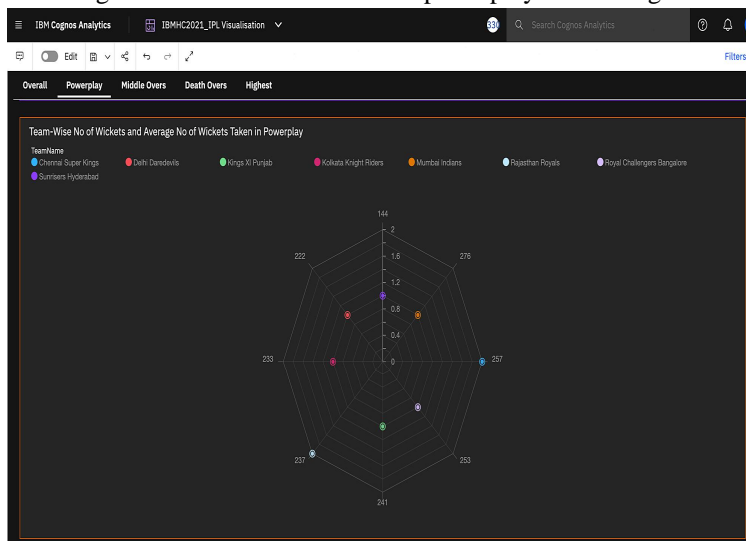 IBM Cognos Analytics
IBMHC2021_IPL Visualisation
Search Cognos Analytics
Edit
Filters
Overall Powerplay Middle Overs Death Overs Highest
Team-Wise No of Wickets and Average No of Wickets Taken in Powerplay
TeamName
Chennai Super Kings Delhi Daredevils Kings XI Punjab Kolkata Knight Riders Mumbai Indians Rajasthan Royals Royal Challengers Bangalore
Sunrisers Hyderabad
144
2
222 1.6 276
1.2
0.8
0.4
233 0 257
237 253
241